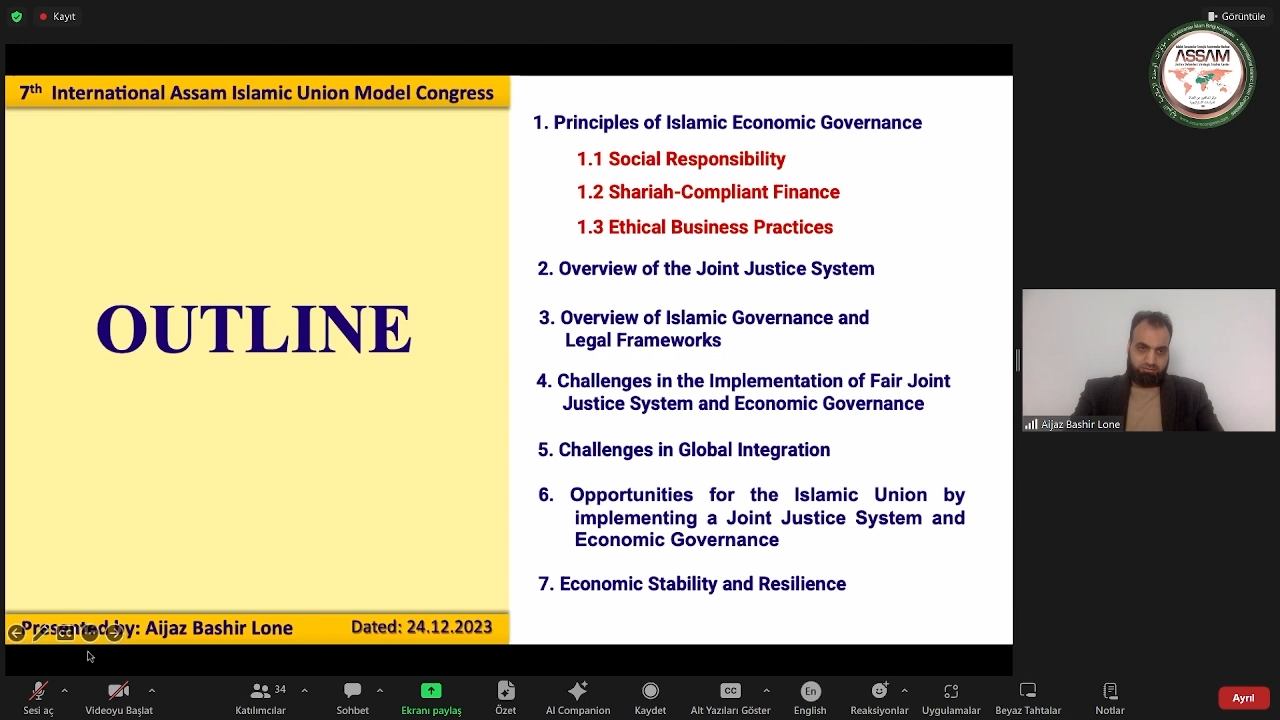 Kayıt
Görüntüle
ASSAM
7th International Assam Islamic Union Model Congress
OUTLINE
Presented by: Aijaz Bashir Lone
Dated: 24.12.2023
1. Principles of Islamic Economic Governance
1.1 Social Responsibility
1.2 Shariah-Compliant Finance
1.3 Ethical Business Practices
2. Overview of the Joint Justice System
3. Overview of Islamic Governance and
Legal Frameworks
4. Challenges in the Implementation of Fair Joint
Justice System and Economic Governance
5. Challenges in Global Integration
6. Opportunities for the Islamic Union by
implementing a Joint Justice System and
Economic Governance
7. Economic Stability and Resilience
Aijaz Bashir Lone
Sesi aç
Videoyu Başlat
34
Katılımcılar
Sohbet
Ekranı paylaş
Özet
AI Companion
Kaydet
CC
Alt Yazıları Göster
En
English
Reaksiyonlar
Uygulamalar
Beyaz Tahtalar
Notlar
Ayrıl